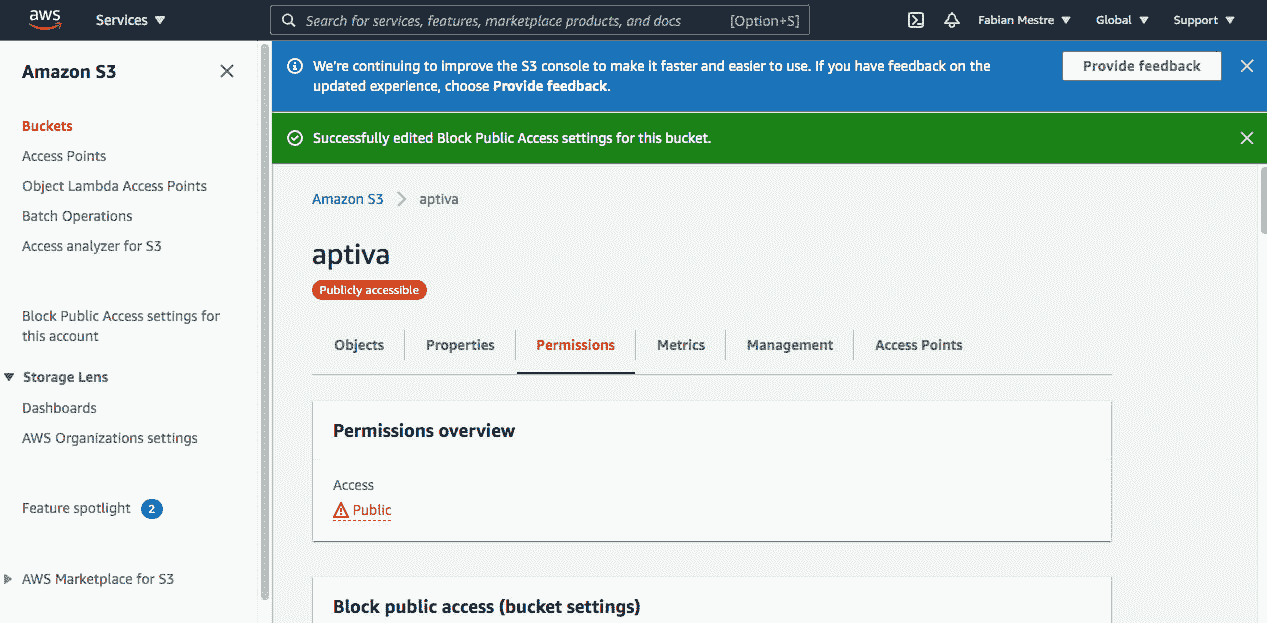 aws
Services ▼
Search for services, features, marketplace products, and docs [Option+S]
Fabian Mestre ▼
Global ▼
Support ▼
Amazon S3
Buckets
Access Points
Object Lambda Access Points
Batch Operations
Access analyzer for S3
Block Public Access settings for
this account
Storage Lens
Dashboards
AWS Organizations settings
Feature spotlight 2
AWS Marketplace for S3
We're continuing to improve the S3 console to make it faster and easier to use. If you have feedback on the
updated experience, choose Provide feedback.
Provide feedback
Successfully edited Block Public Access settings for this bucket.
Amazon S3 > aptiva
aptiva
Publicly accessible
Objects
Properties
Permissions
Metrics
Management
Access Points
Permissions overview
Access
Public
Block public access (bucket settings)